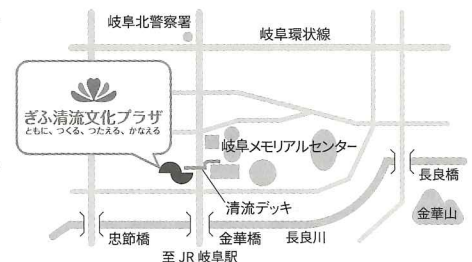 岐阜北警察署
岐阜環状線
ぎふ清流文化プラザ
ともに、つくる、つたえる、かなえる
岐阜メモリアルセンター
長良橋
清流デッキ
金華山
忠節橋
金華橋
長良川
至JR岐阜駅